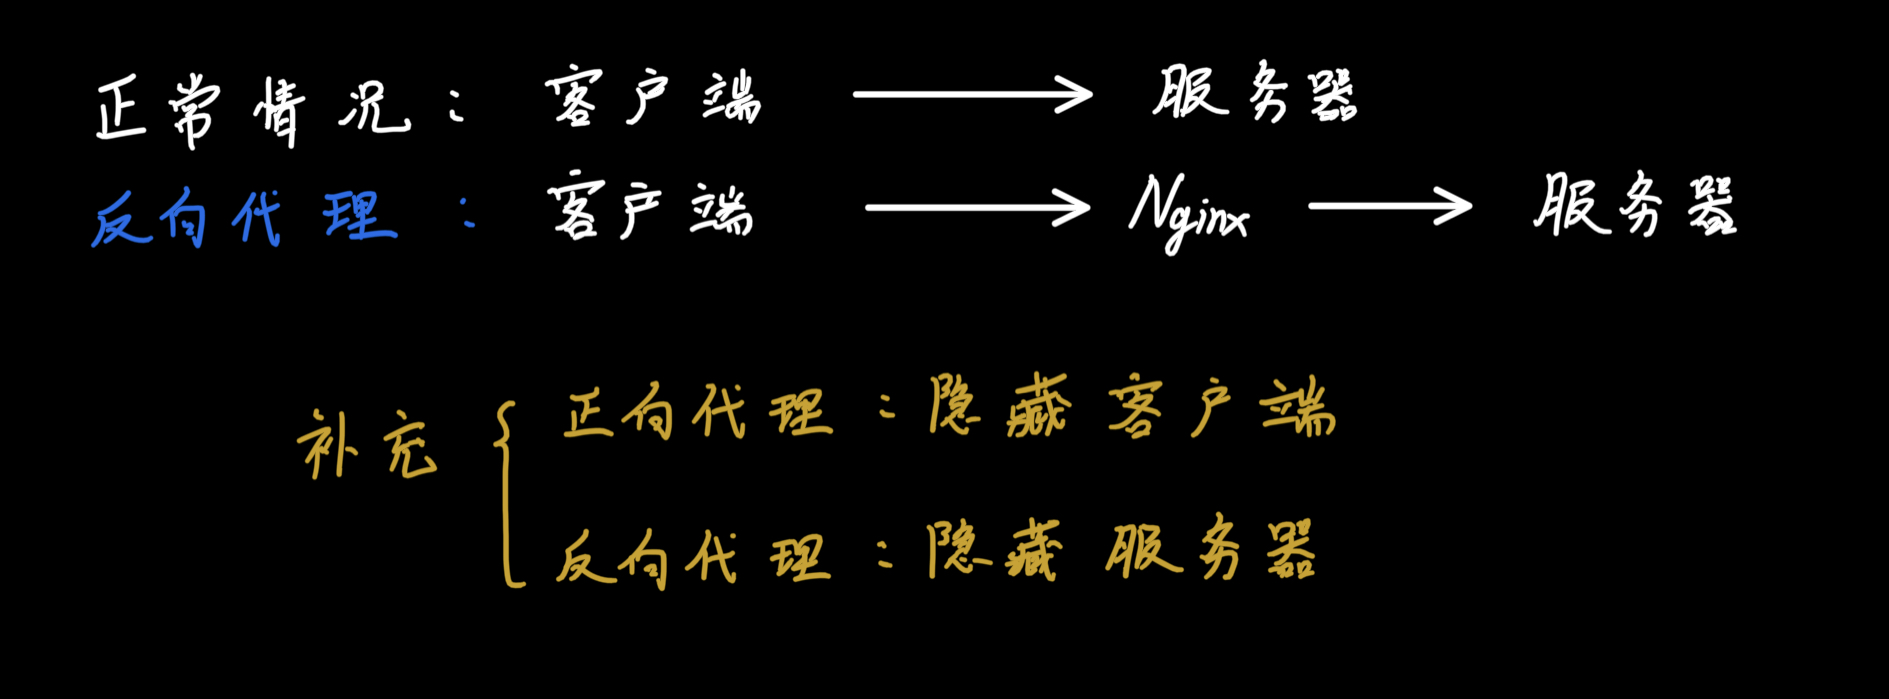 正常情况：客户端 → 服务器
反向代理：客户端 → Nginx → 服务器
补充
正向代理：隐藏客户端
反向代理：隐藏服务器